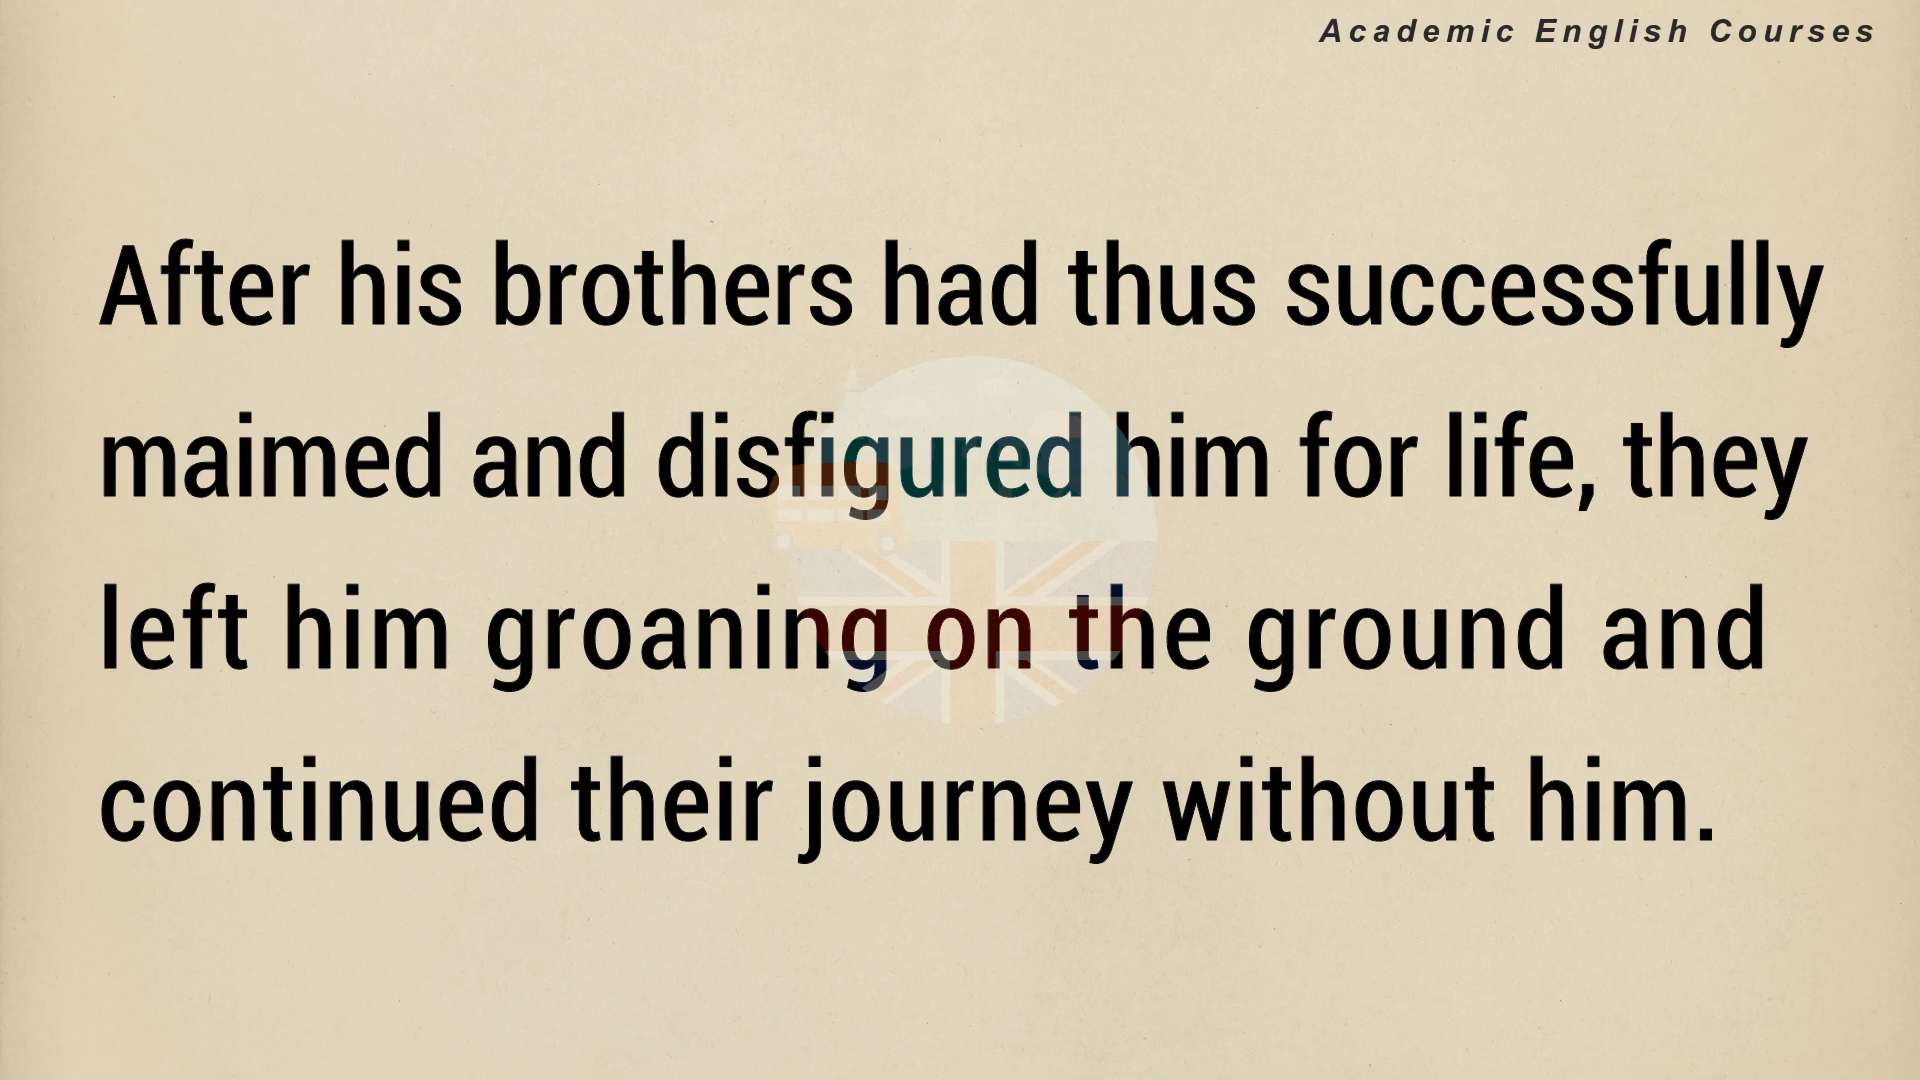 Academic English Courses
After his brothers had thus successfully
maimed and disfigured him for life, they
left him groaning on the ground and
continued their journey without him.